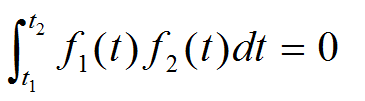 ∫_{t₁}^{t₂} f₁(t) f₂(t) dt = 0